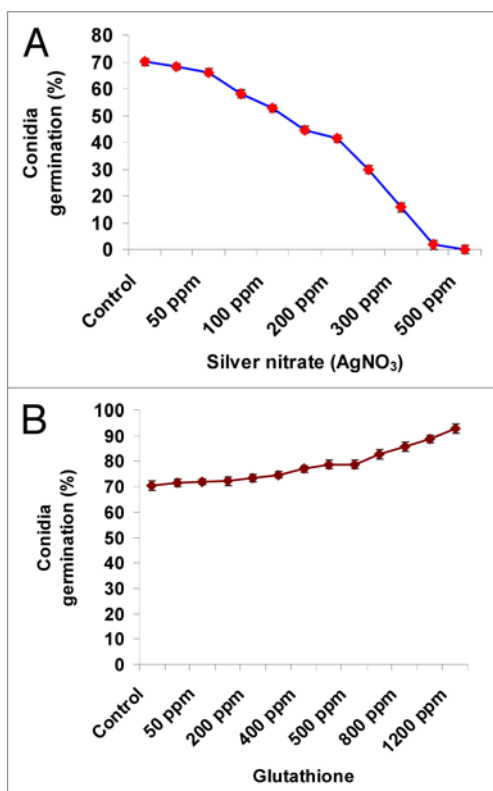 A
Conidia
germination (%)
80
70
60
50
40
30
20
10
0
Control
50 ppm
100 ppm
200 ppm
300 ppm
500 ppm
Silver nitrate (AgNO₃)
B
Conidia
germination (%)
100
90
80
70
60
50
40
30
20
10
0
Control
50 ppm
200 ppm
400 ppm
500 ppm
800 ppm
1200 ppm
Glutathione